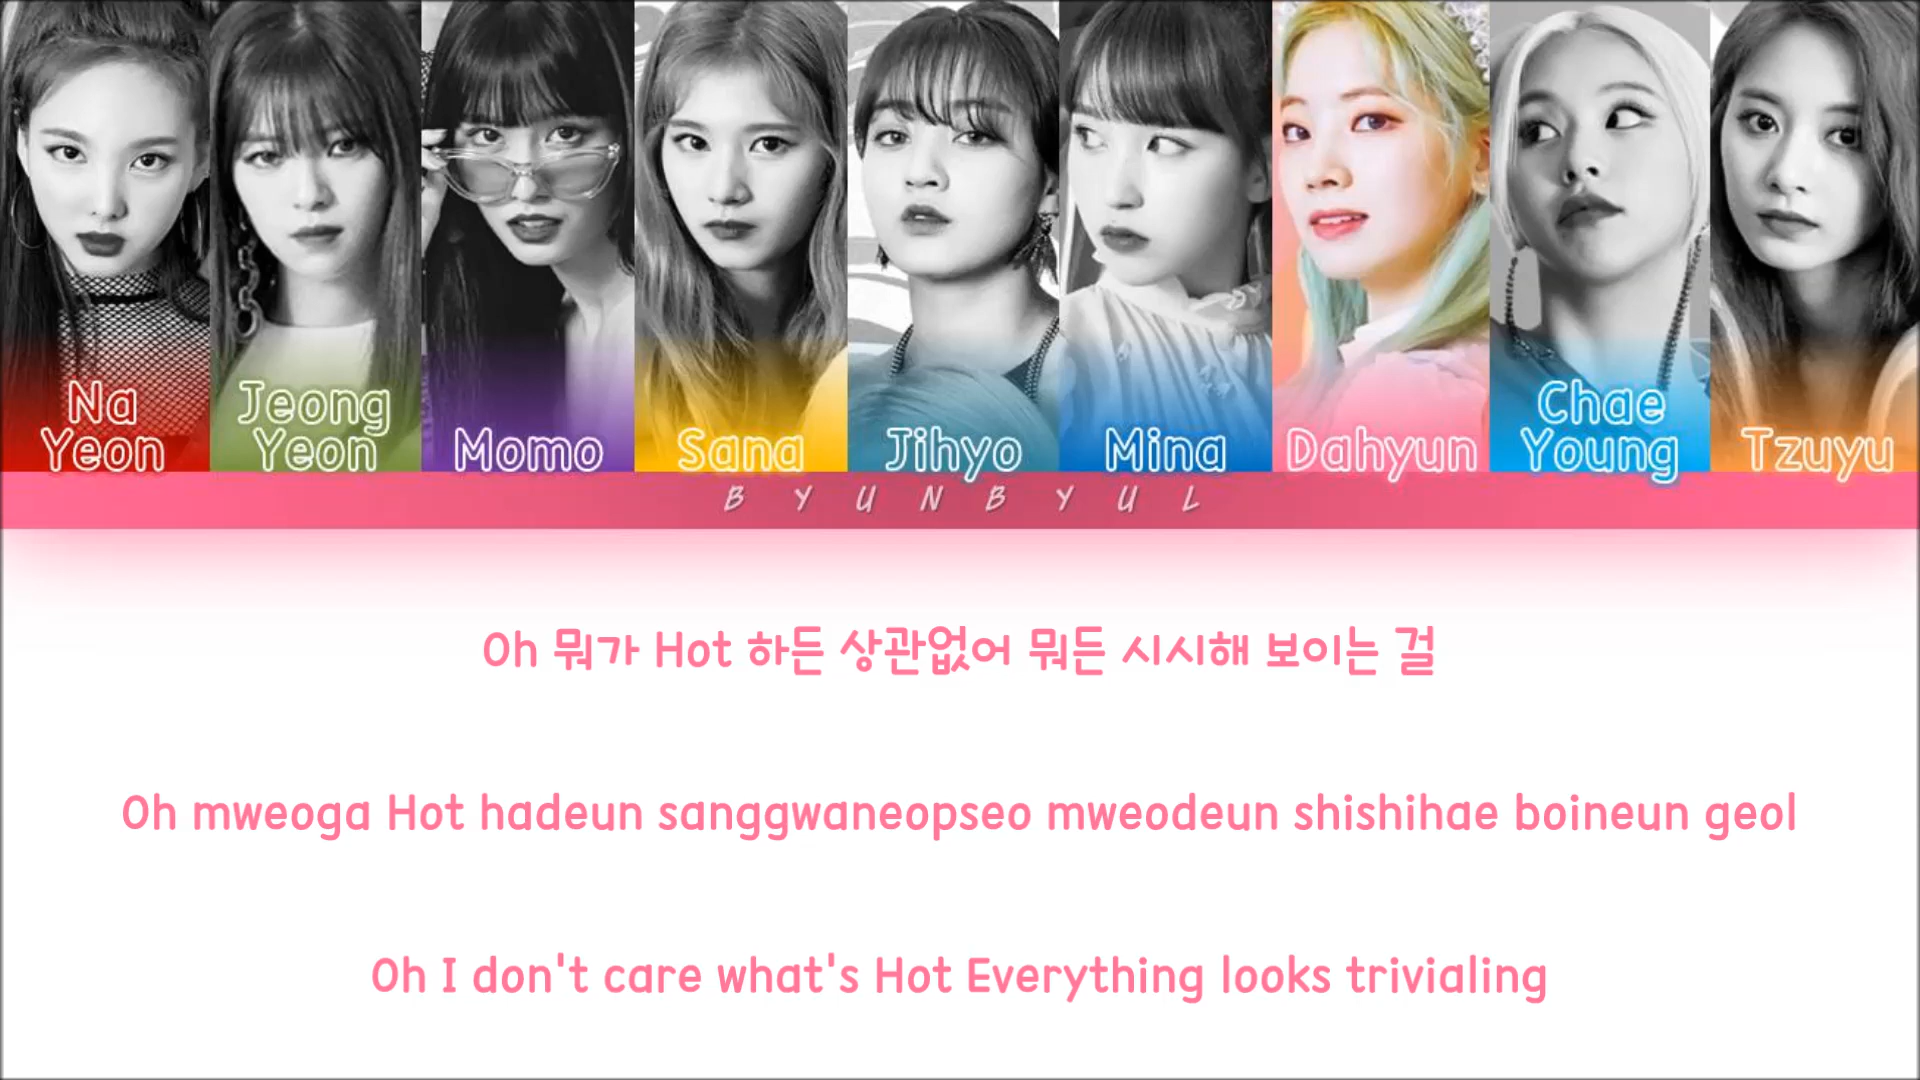 Na
Yeon
Jeong
Yeon
Momo
Sana
Jihyo
Mina
Dahyun
Chae
Young
Tzuyu
BYUNBYUL
Oh 뭐가 Hot 하든 상관없어 뭐든 시시해 보이는 걸
Oh mweoga Hot hadeun sanggwaneopseo mweodeun shishihae boineun geol
Oh I don't care what's Hot Everything looks trivialing